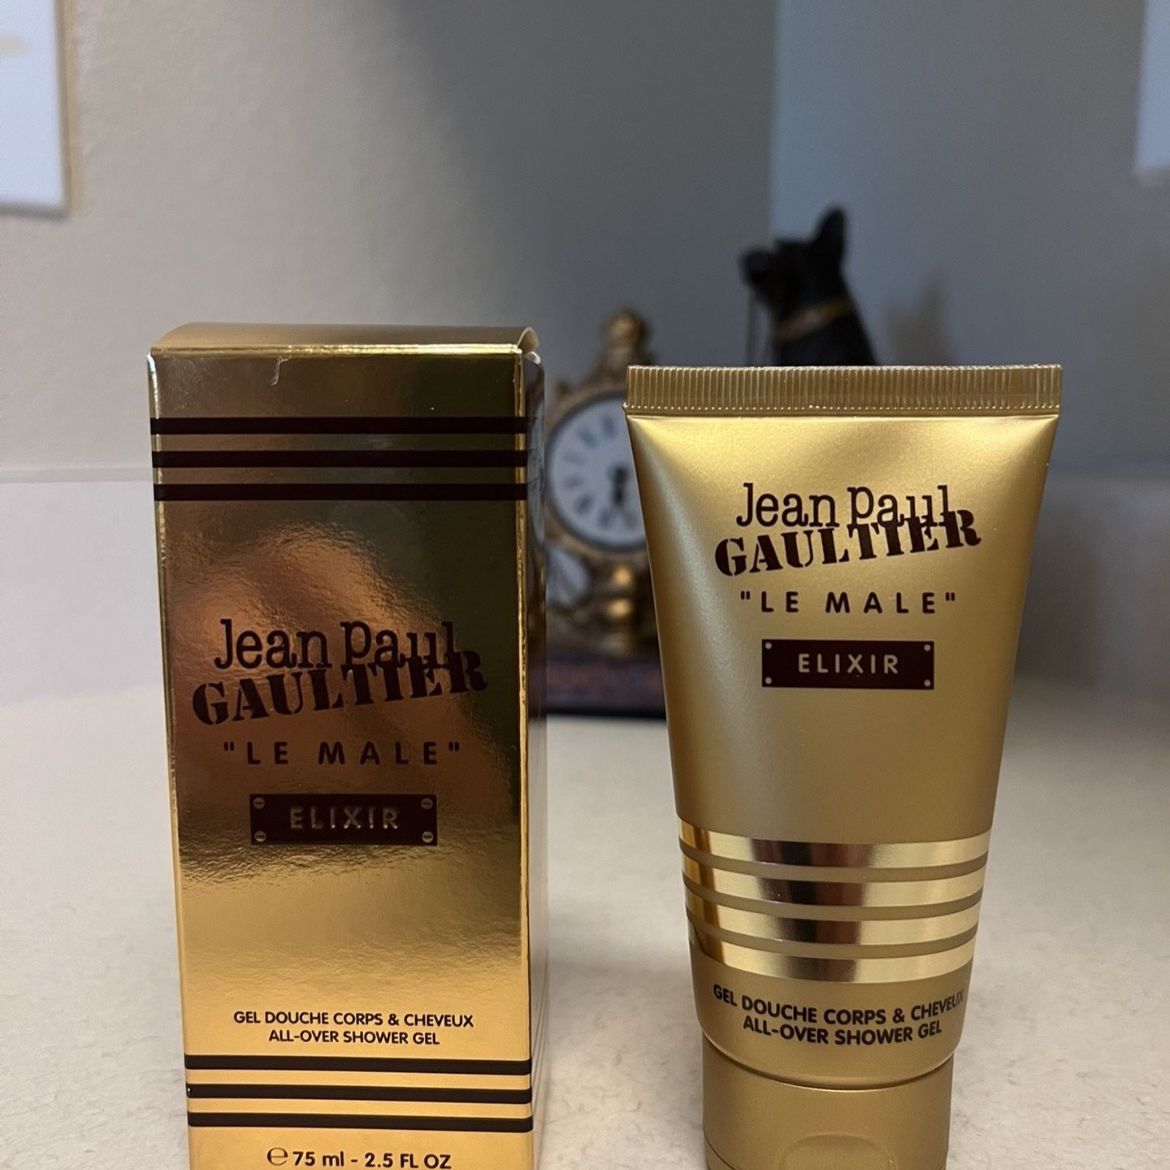 Jean Paul
GAULTIER
"LE MALE"
ELIXIR
GEL DOUCHE CORPS & CHEVEUX
ALL-OVER SHOWER GEL
℮ 75 ml - 2.5 FL OZ
Jean Paul
GAULTIER
"LE MALE"
ELIXIR
GEL DOUCHE CORPS & CHEVEUX
ALL-OVER SHOWER GEL